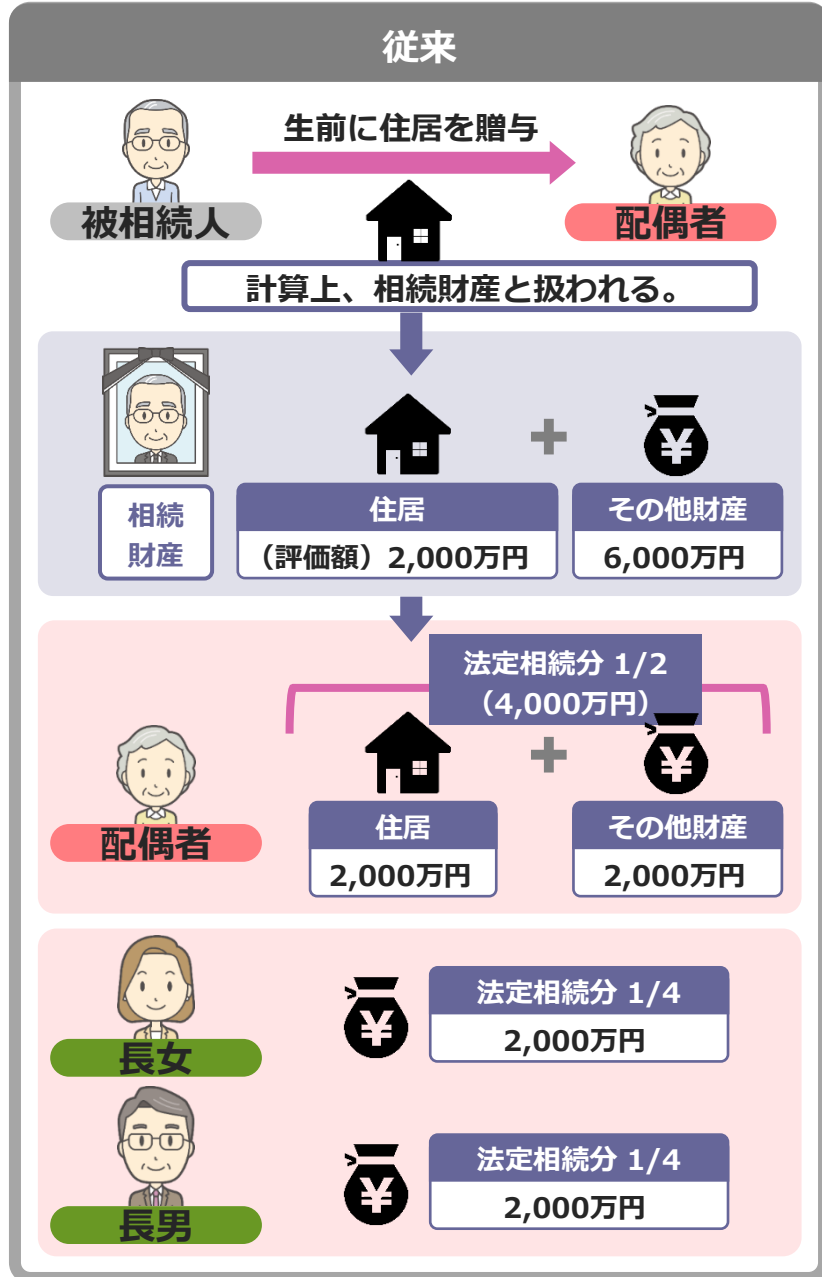 従来
生前に住居を贈与
被相続人
配偶者
計算上、相続財産と扱われる。
相続
財産
住居
（評価額）2,000万円
その他財産
6,000万円
法定相続分 1/2
（4,000万円）
配偶者
住居
2,000万円
その他財産
2,000万円
長女
法定相続分 1/4
2,000万円
長男
法定相続分 1/4
2,000万円